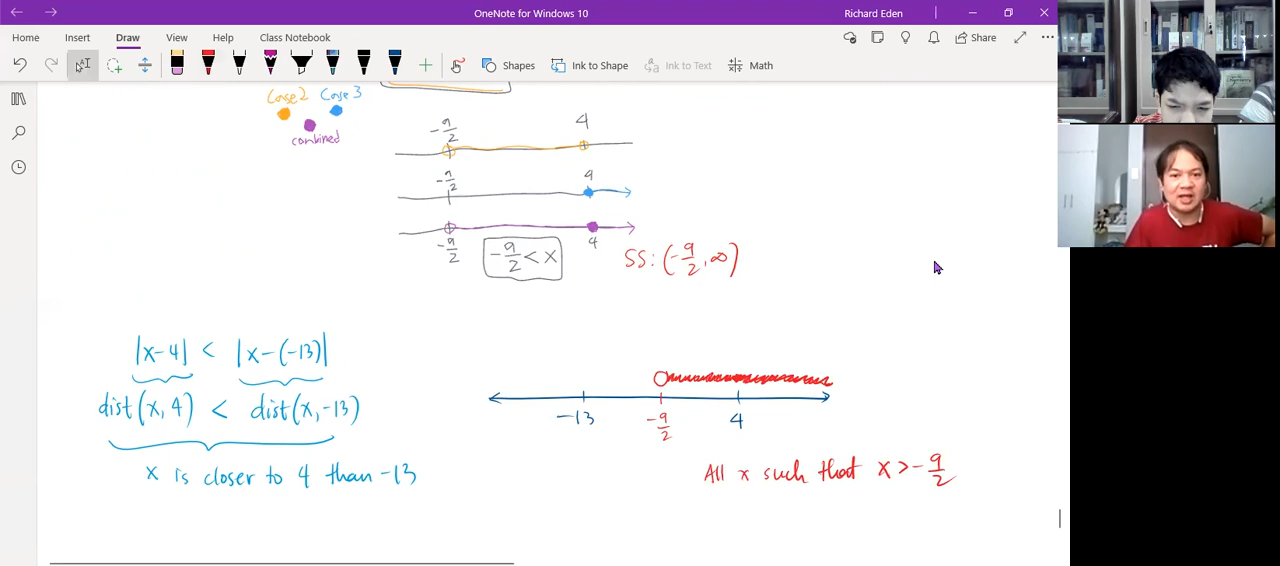 OneNote for Windows 10
Richard Eden
Home Insert Draw View Help Class Notebook
Share
Shapes Ink to Shape Ink to Text Math
Case 2 Case 3
combined
-9/2 4
-9/2 4
-9/2 4
-9/2 < x
SS: (-9/2, ∞)
|x-4| < |x-(-13)|
dist(x, 4) < dist(x, -13)
x is closer to 4 than -13
-13 -9/2 4
All x such that x > -9/2